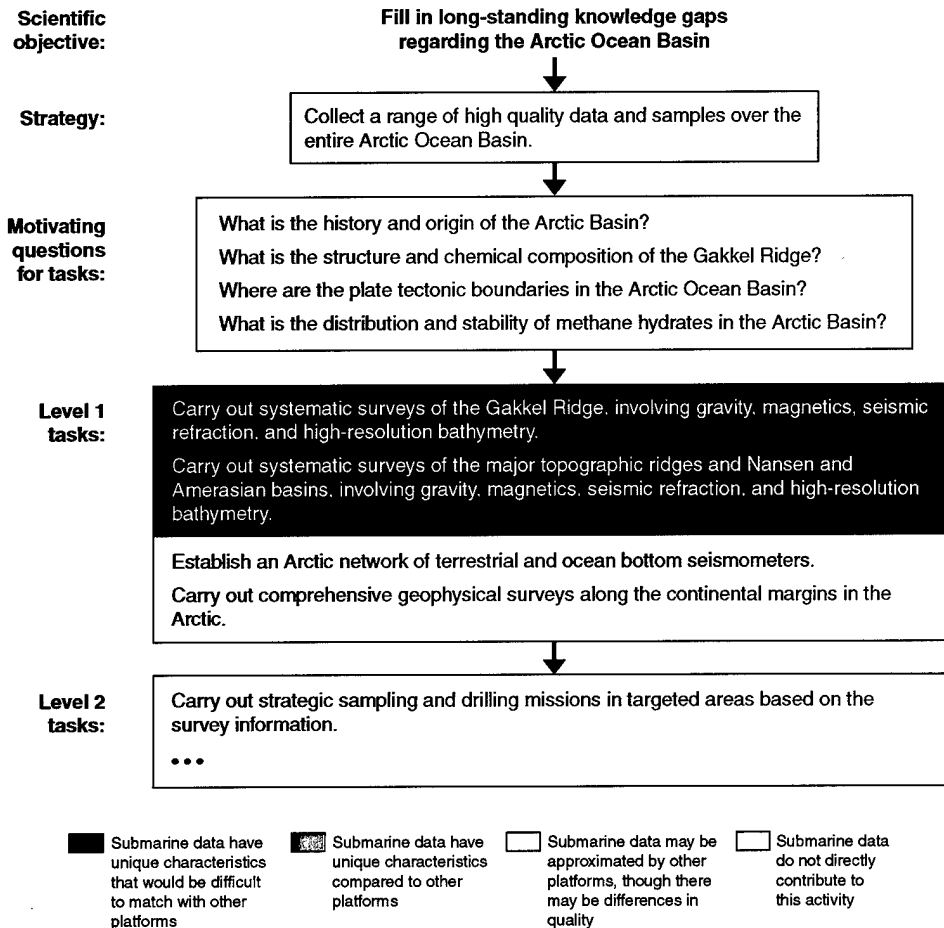 Scientific objective:
Fill in long-standing knowledge gaps
regarding the Arctic Ocean Basin
Strategy:
Collect a range of high quality data and samples over the
entire Arctic Ocean Basin.
Motivating
questions
for tasks:
What is the history and origin of the Arctic Basin?
What is the structure and chemical composition of the Gakkel Ridge?
Where are the plate tectonic boundaries in the Arctic Ocean Basin?
What is the distribution and stability of methane hydrates in the Arctic Basin?
Level 1
tasks:
Carry out systematic surveys of the Gakkel Ridge, involving gravity, magnetics, seismic
refraction, and high-resolution bathymetry.
Carry out systematic surveys of the major topographic ridges and Nansen and
Amerasian basins, involving gravity, magnetics, seismic refraction, and high-resolution
bathymetry.
Establish an Arctic network of terrestrial and ocean bottom seismometers.
Carry out comprehensive geophysical surveys along the continental margins in the
Arctic.
Level 2
tasks:
Carry out strategic sampling and drilling missions in targeted areas based on the
survey information.
•••
Submarine data have
unique characteristics
that would be difficult
to match with other
platforms
Submarine data have
unique characteristics
compared to other
platforms
Submarine data may be
approximated by other
platforms, though there
may be differences in
quality
Submarine data
do not directly
contribute to
this activity